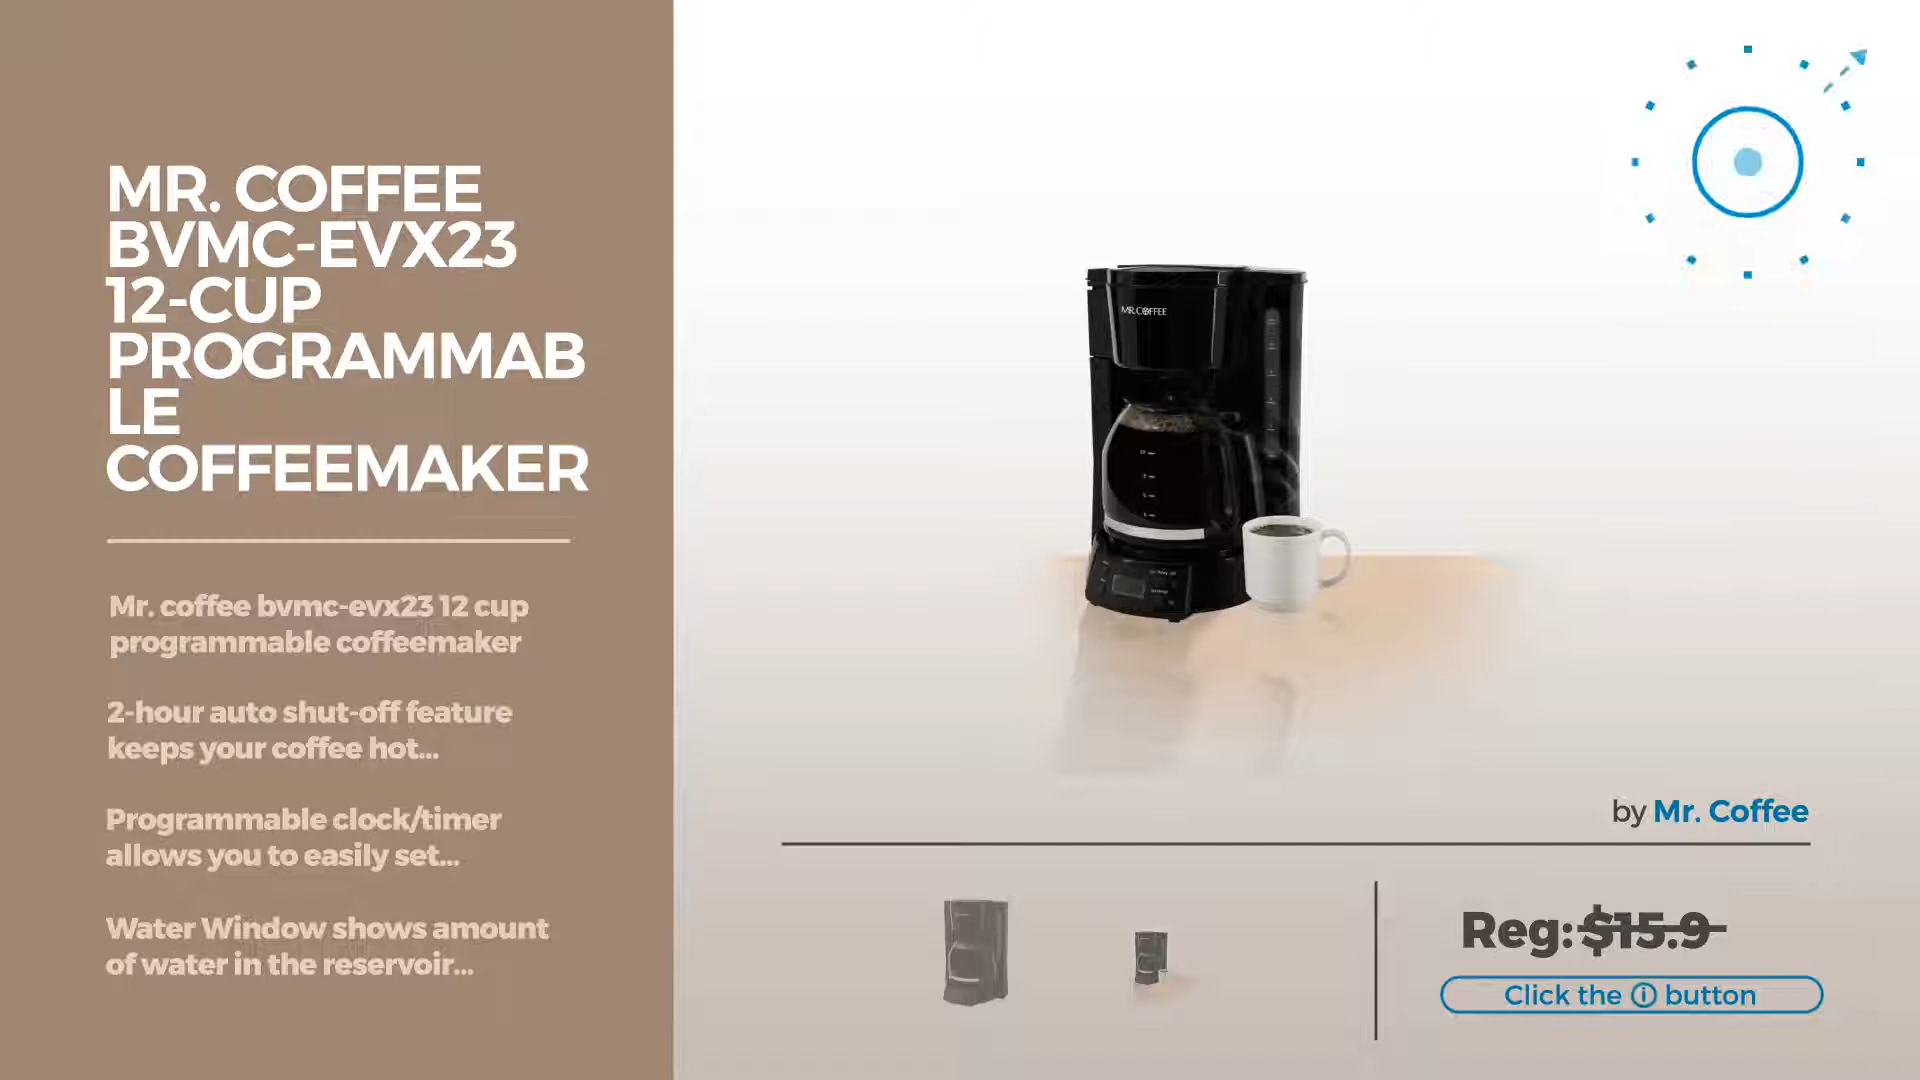 MR. COFFEE
BVMC-EVX23
12-CUP
PROGRAMMAB
LE
COFFEEMAKER
Mr. coffee bvmc-evx23 12 cup
programmable coffeemaker
2-hour auto shut-off feature
keeps your coffee hot...
Programmable clock/timer
allows you to easily set...
Water Window shows amount
of water in the reservoir...
MR. COFFEE
by Mr. Coffee
Reg: $15.9
Click the ⓘ button